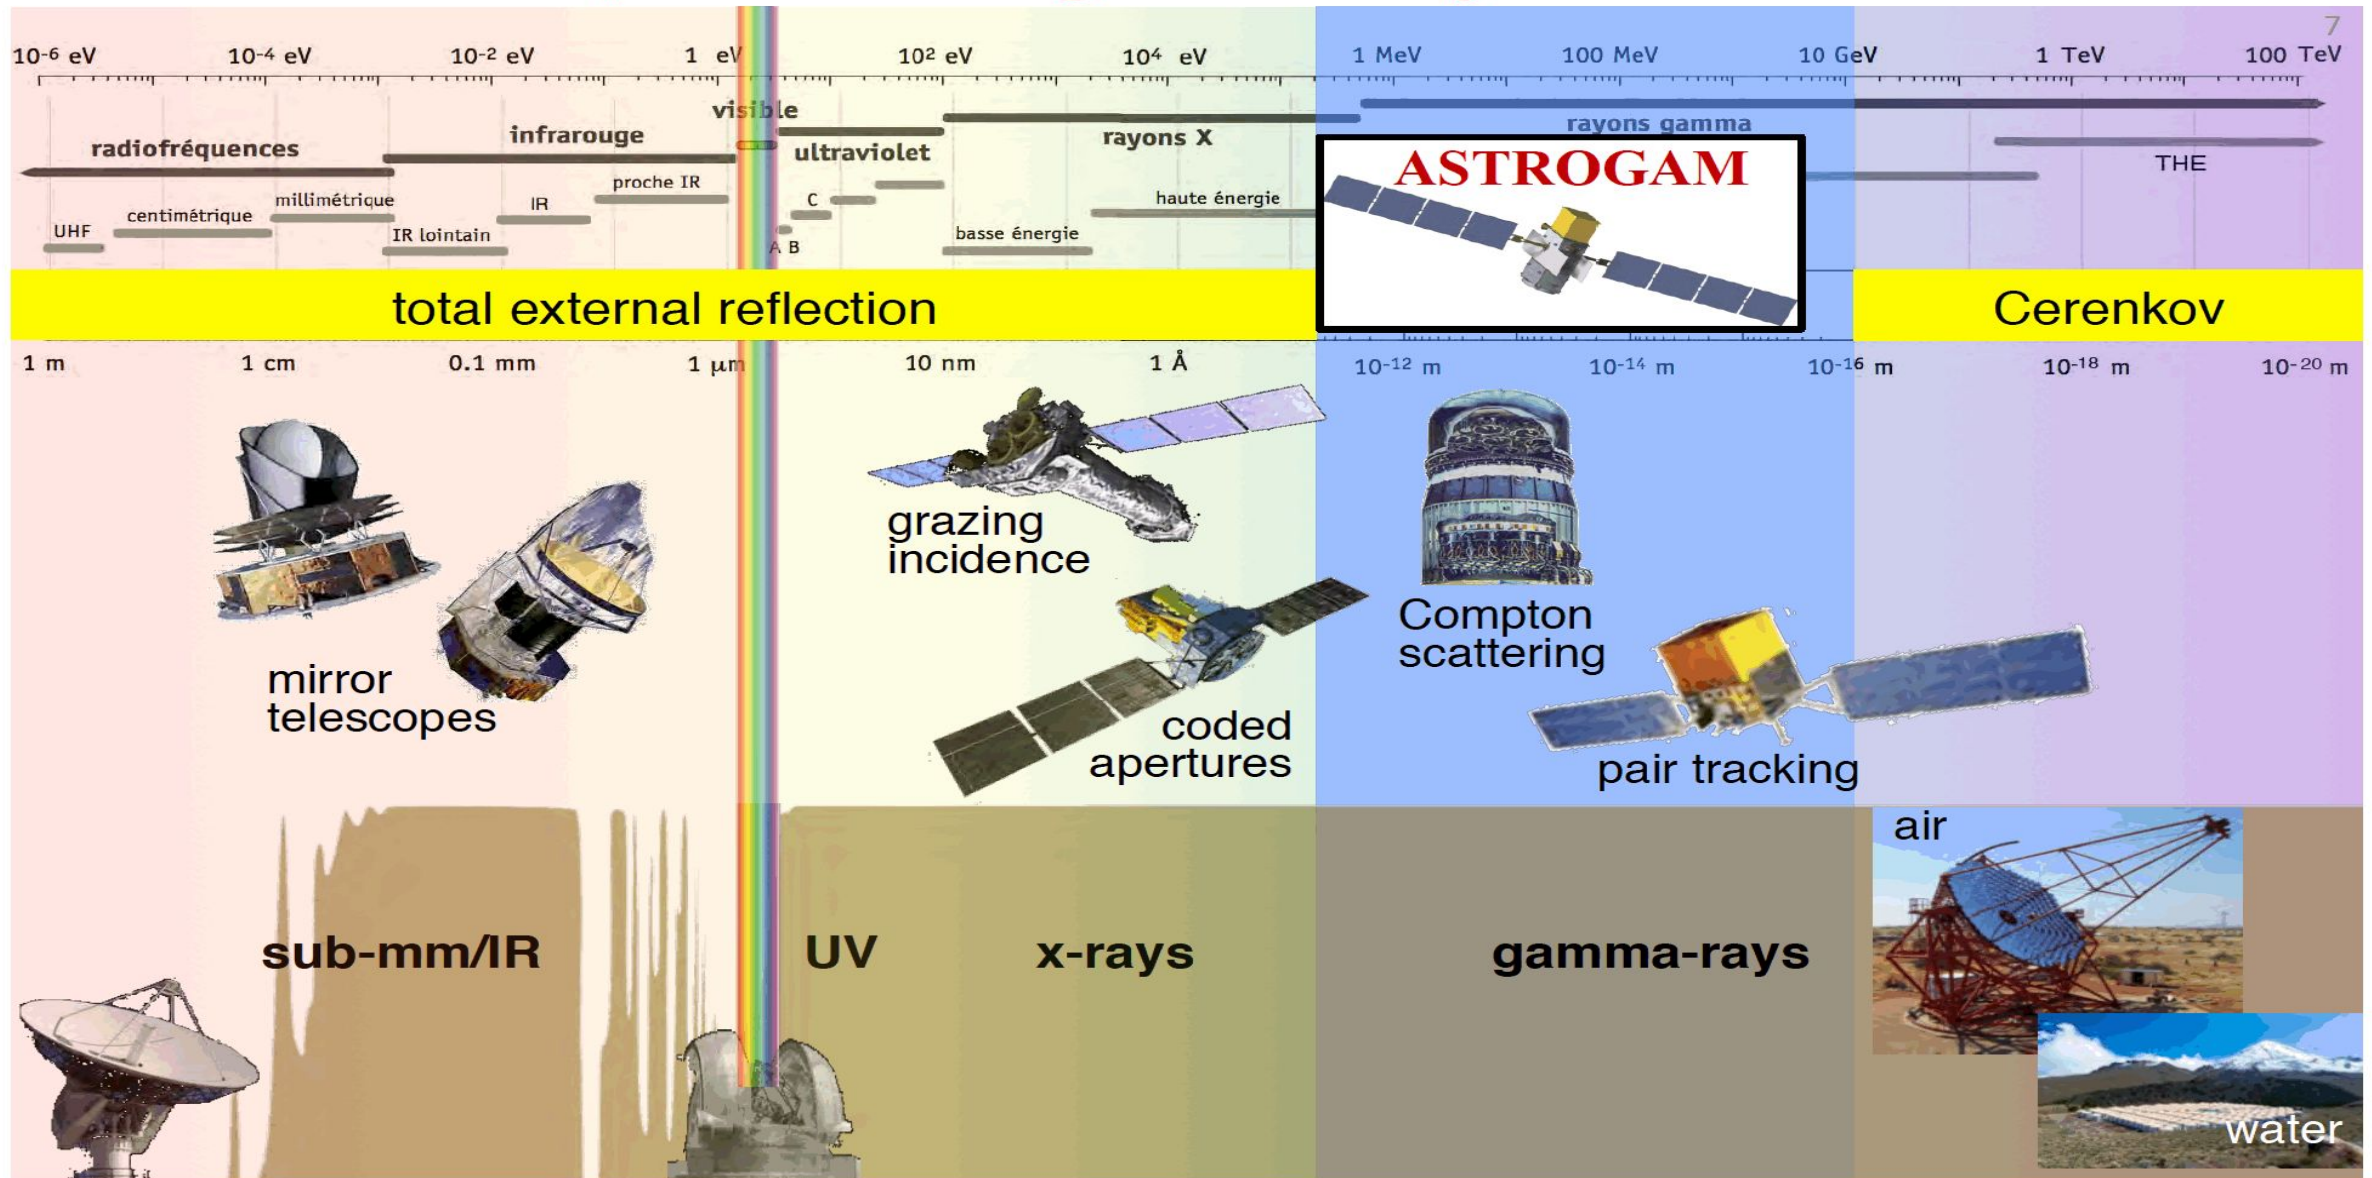 7
10-6 eV 10-4 eV 10-2 eV 1 eV 10² eV 10⁴ eV 1 MeV 100 MeV 10 GeV 1 TeV 100 TeV
visible
radiofréquences infrarouge ultraviolet rayons X rayons gamma
THE
ASTROGAM
proche IR
millimétrique IR C haute énergie
centimétrique
UHF IR lointain A B basse énergie
total external reflection Cerenkov
1 m 1 cm 0.1 mm 1 μm 10 nm 1 Å 10-12 m 10-14 m 10-16 m 10-18 m 10-20 m
grazing
incidence
Compton
scattering
mirror
telescopes
coded
apertures
pair tracking
air
sub-mm/IR UV x-rays gamma-rays
water